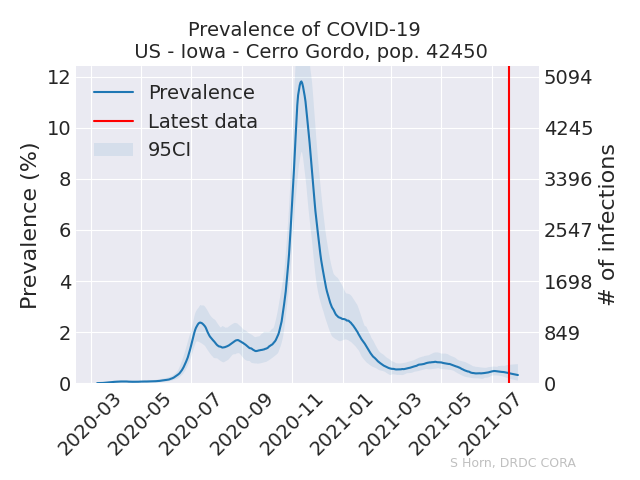 Prevalence of COVID-19
US - Iowa - Cerro Gordo, pop. 42450
Prevalence
Latest data
95CI
Prevalence (%)
12
10
8
6
4
2
0
5094
4245
3396
2547
1698
849
0
# of infections
2020-03
2020-05
2020-07
2020-09
2020-11
2021-01
2021-03
2021-05
2021-07
S Horn, DRDC CORA